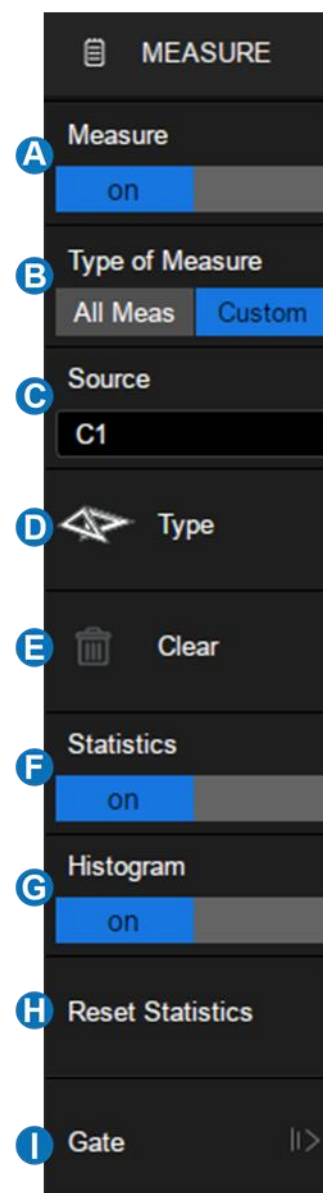 MEASURE
A
Measure
on
B
Type of Measure
All Meas Custom
C
Source
C1
D
Type
E
Clear
F
Statistics
on
G
Histogram
on
H
Reset Statistics
I
Gate